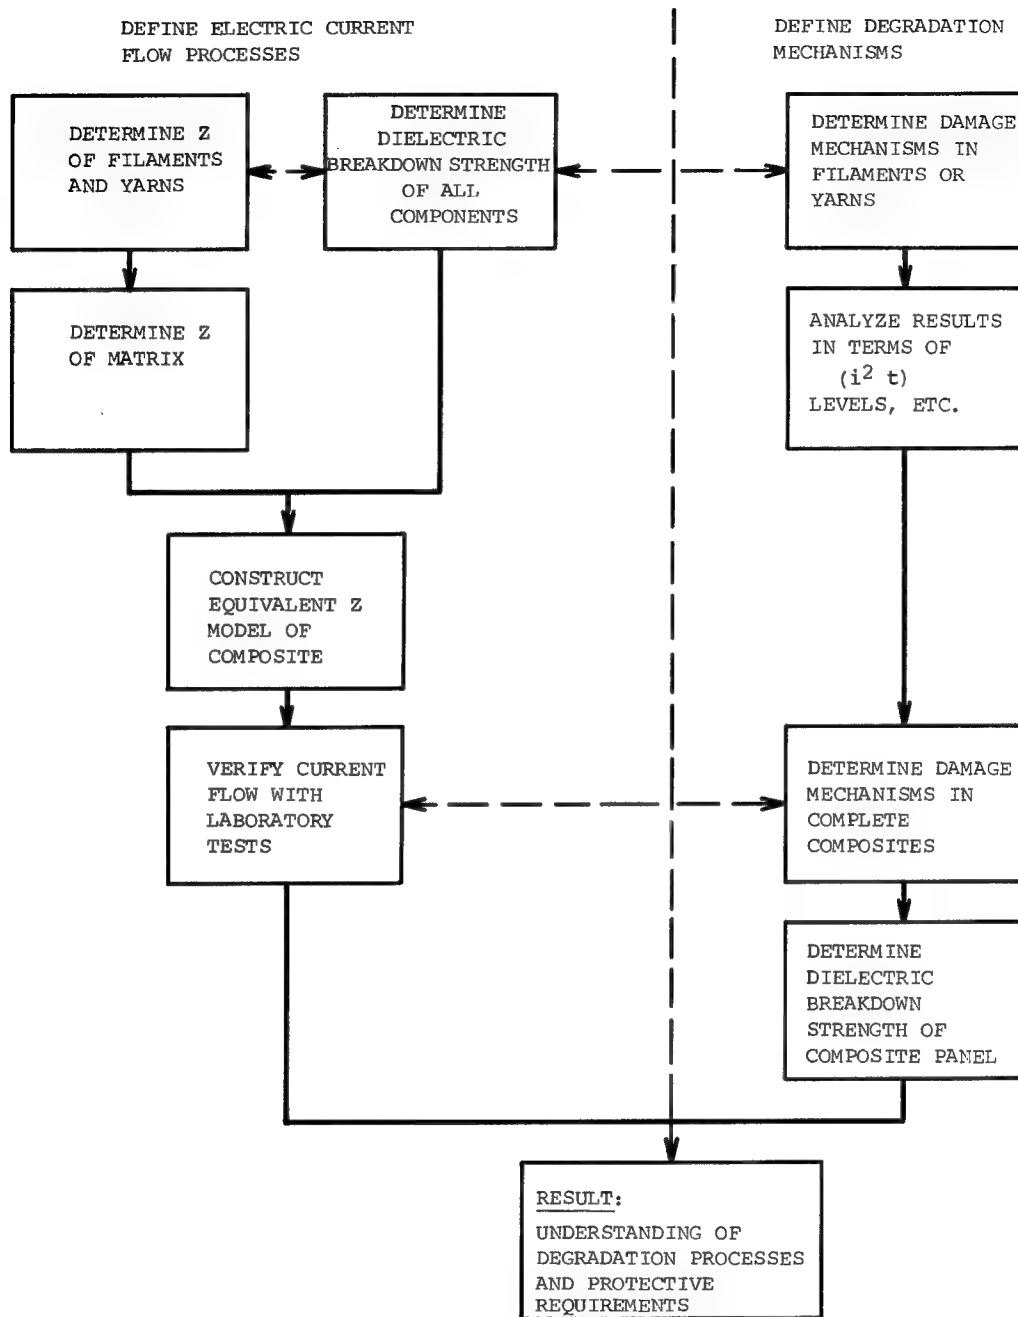 DEFINE ELECTRIC CURRENT
FLOW PROCESSES
DEFINE DEGRADATION
MECHANISMS
DETERMINE Z
OF FILAMENTS
AND YARNS
DETERMINE
DIELECTRIC
BREAKDOWN STRENGTH
OF ALL
COMPONENTS
DETERMINE DAMAGE
MECHANISMS IN
FILAMENTS OR
YARNS
DETERMINE Z
OF MATRIX
ANALYZE RESULTS
IN TERMS OF
(i² t)
LEVELS, ETC.
CONSTRUCT
EQUIVALENT Z
MODEL OF
COMPOSITE
VERIFY CURRENT
FLOW WITH
LABORATORY
TESTS
DETERMINE DAMAGE
MECHANISMS IN
COMPLETE
COMPOSITES
DETERMINE
DIELECTRIC
BREAKDOWN
STRENGTH OF
COMPOSITE PANEL
RESULT:
UNDERSTANDING OF
DEGRADATION PROCESSES
AND PROTECTIVE
REQUIREMENTS